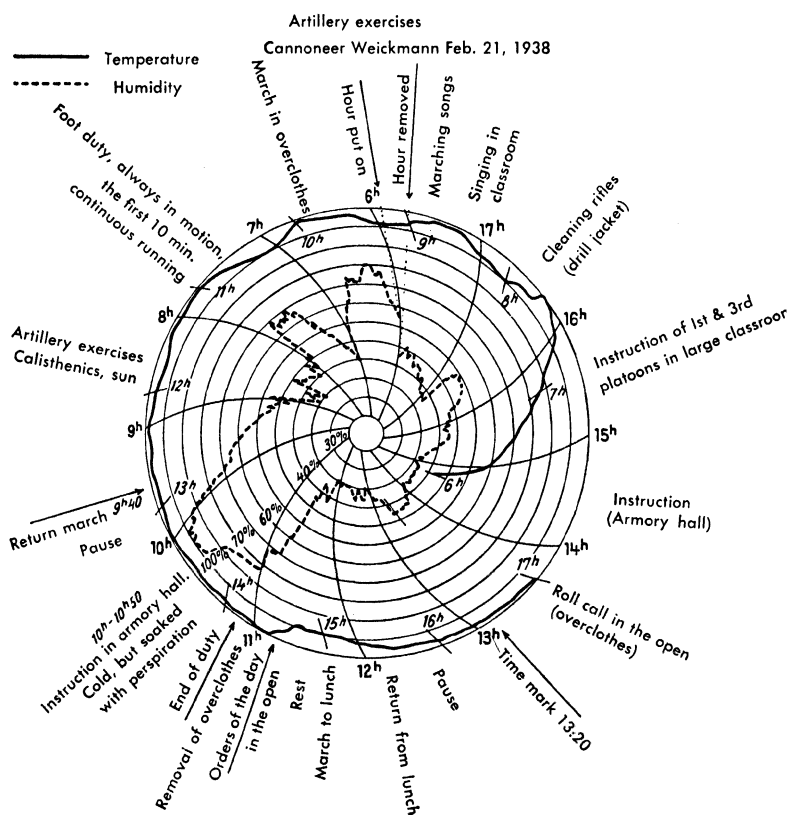 Artillery exercises
Cannoneer Weickmann Feb. 21, 1938
Temperature
Humidity
Foot duty, always in motion,
the first 10 min.
continuous running
March in overclothes
Hour put on
Hour removed
Marching songs
Singing in
classroom
Cleaning rifles
(drill jacket)
Instruction of 1st & 3rd
platoons in large classroom
Instruction
(Armory hall)
Roll call in the open
(overclothes)
Time mark 13:20
Pause
Return from lunch
March to lunch
Rest
Orders of the day
in the open
Removal of overclothes
End of duty
10ʰ-10ʰ50
Instruction in armory hall.
Cold, but soaked
with perspiration
Return march 9ʰ40
Pause
Artillery exercises
Calisthenics, sun
6ʰ
7ʰ
8ʰ
9ʰ
10ʰ
11ʰ
12ʰ
13ʰ
14ʰ
15ʰ
16ʰ
17ʰ
6ʰ
7ʰ
8ʰ
9ʰ
10ʰ
11ʰ
12ʰ
13ʰ
14ʰ
15ʰ
16ʰ
17ʰ
30%
40%
60%
70%
100%